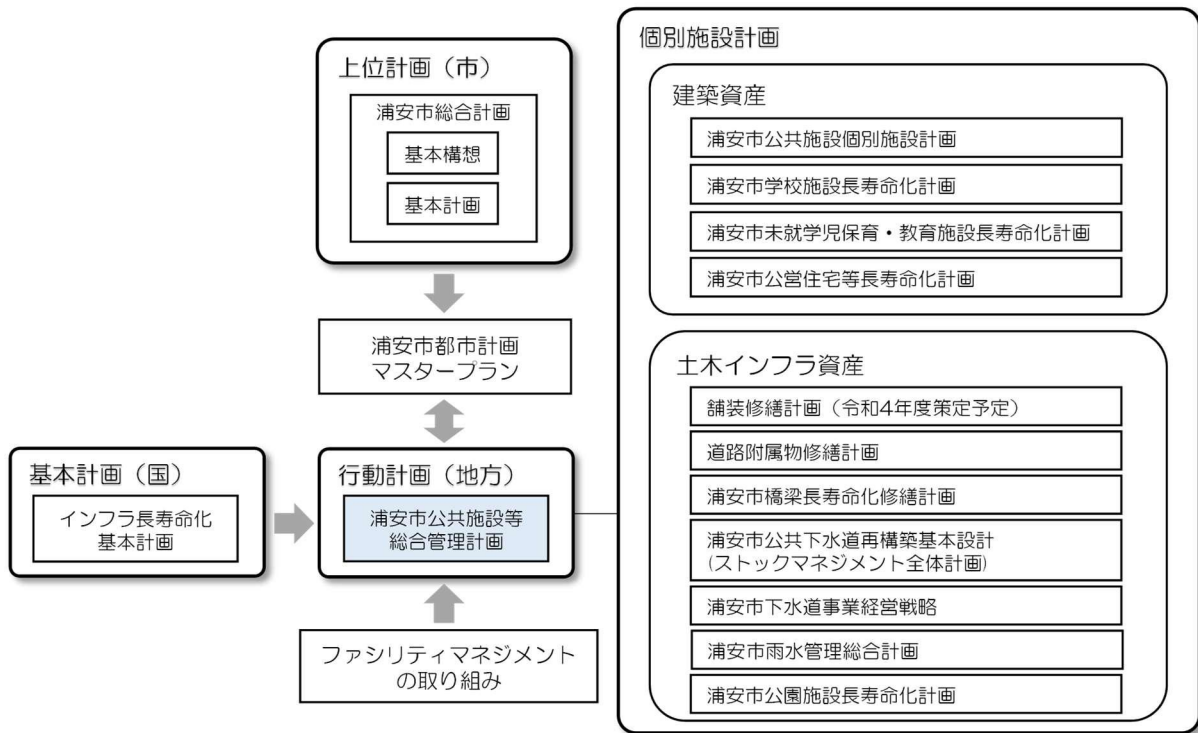 上位計画（市）
浦安市総合計画
基本構想
基本計画
浦安市都市計画
マスタープラン
基本計画（国）
インフラ長寿命化
基本計画
行動計画（地方）
浦安市公共施設等
総合管理計画
ファシリティマネジメント
の取り組み
個別施設計画
建築資産
浦安市公共施設個別施設計画
浦安市学校施設長寿命化計画
浦安市未就学児保育・教育施設長寿命化計画
浦安市公営住宅等長寿命化計画
土木インフラ資産
舗装修繕計画（令和4年度策定予定）
道路附属物修繕計画
浦安市橋梁長寿命化修繕計画
浦安市公共下水道再構築基本設計
(ストックマネジメント全体計画)
浦安市下水道事業経営戦略
浦安市雨水管理総合計画
浦安市公園施設長寿命化計画